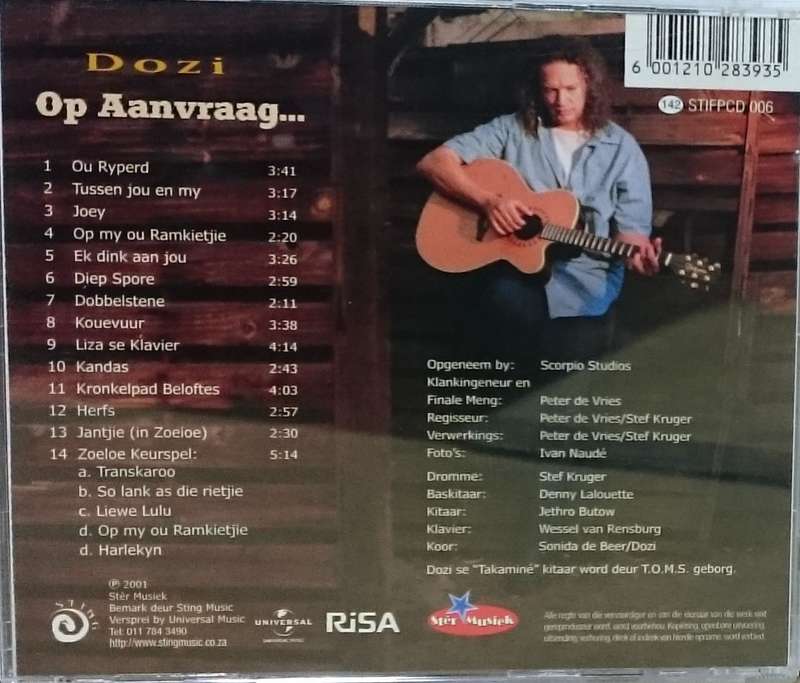 Dozi
Op Aanvraag...
6 001210 283935
142 STIFPCD 006
1 Ou Ryperd 3:41
2 Tussen jou en my 3:17
3 Joey 3:14
4 Op my ou Ramkietjie 2:20
5 Ek dink aan jou 3:26
6 Diep Spore 2:59
7 Dobbelstene 2:11
8 Kouevuur 3:38
9 Liza se Klavier 4:14
10 Kandas 2:43
11 Kronkelpad Beloftes 4:03
12 Herfs 2:57
13 Jantjie (in Zoeloe) 2:30
14 Zoeloe Keurspel: 5:14
a. Transkaroo
b. So lank as die rietjie
c. Liewe Lulu
d. Op my ou Ramkietjie
d. Harlekyn
Opgeneem by: Scorpio Studios
Klankingeneur en
Finale Meng: Peter de Vries
Regisseur: Peter de Vries/Stef Kruger
Verwerkings: Peter de Vries/Stef Kruger
Foto's: Ivan Naudé
Dromme: Stef Kruger
Baskitaar: Denny Lalouette
Kitaar: Jethro Butow
Klavier: Wessel van Rensburg
Koor: Sonida de Beer/Dozi
Dozi se "Takaminé" kitaar word deur T.O.M.S. geborg.
℗ 2001
Stêr Musiek
Bemark deur Sting Music
Versprei by Universal Music
Tel: 011 784 3490
www.stingmusic.co.za
STING
UNIVERSAL
RiSA
Stêr Musiek